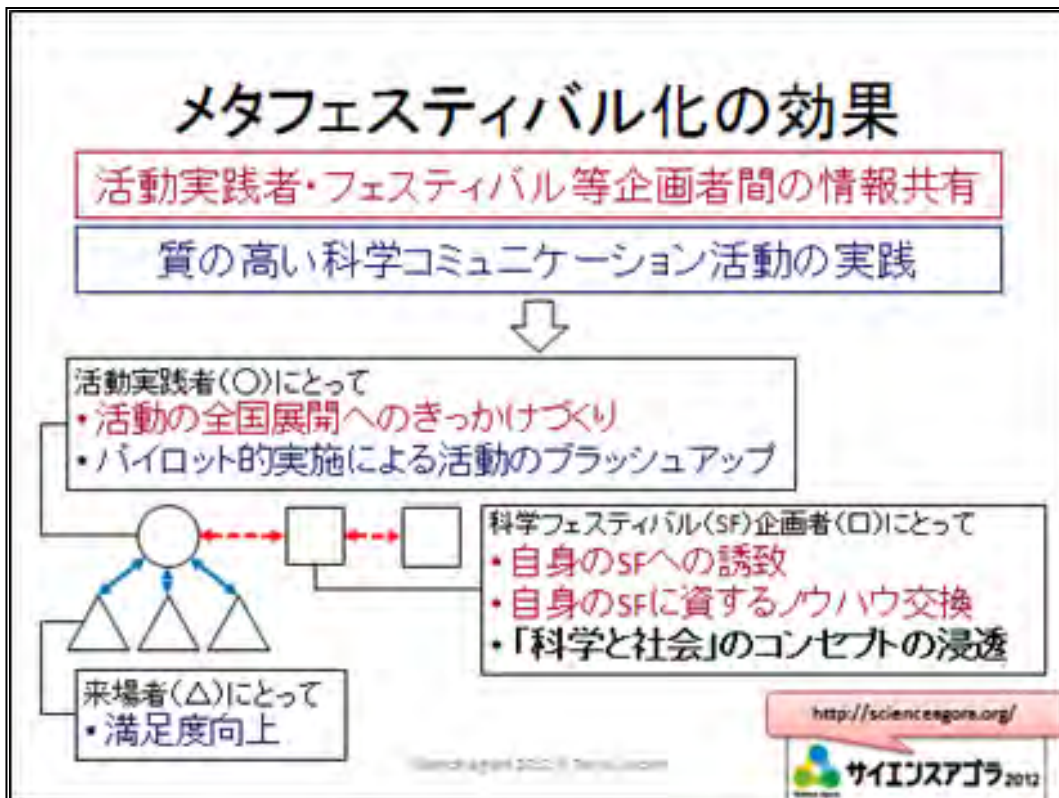 メタフェスティバル化の効果
活動実践者・フェスティバル等企画者間の情報共有
質の高い科学コミュニケーション活動の実践
活動実践者(〇)にとって
・活動の全国展開へのきっかけづくり
・パイロット的実施による活動のブラッシュアップ
科学フェスティバル(SF)企画者(□)にとって
・自身のSFへの誘致
・自身のSFに資するノウハウ交換
・「科学と社会」のコンセプトの浸透
来場者(△)にとって
・満足度向上
http://scienceagora.org/
サイエンスアゴラ2012